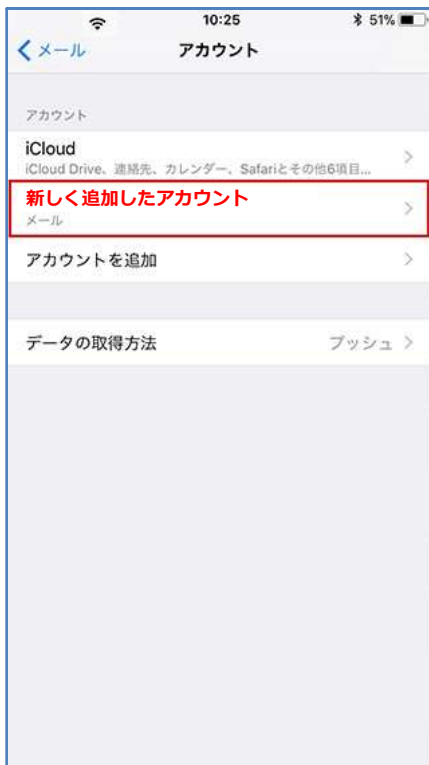 10:25
51%
メール
アカウント
アカウント
iCloud
iCloud Drive、連絡先、カレンダー、Safariとその他6項目...
新しく追加したアカウント
メール
アカウントを追加
データの取得方法 プッシュ